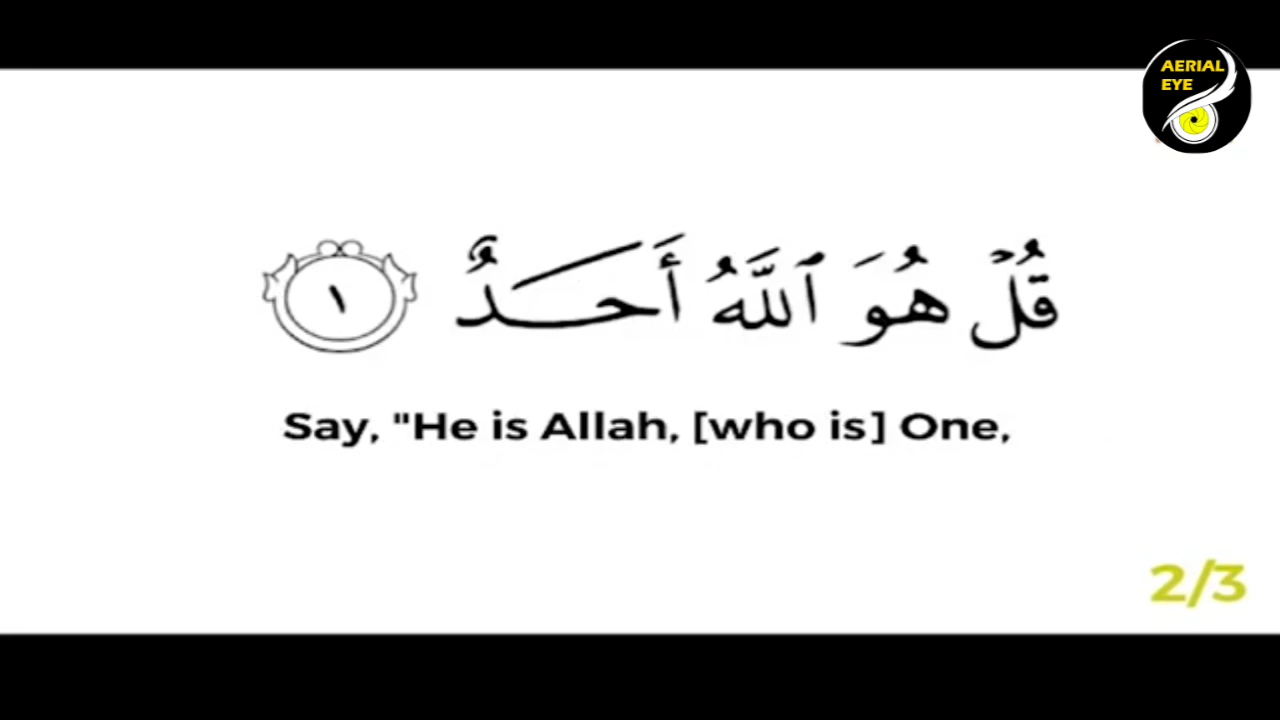 AERIAL
EYE
قُلْ هُوَ ٱللَّهُ أَحَدٌ ١
Say, "He is Allah, [who is] One,
2/3